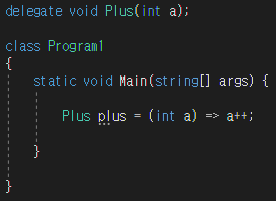 delegate void Plus(int a);
class Program1
{
static void Main(string[] args) {
Plus plus = (int a) => a++;
}
}